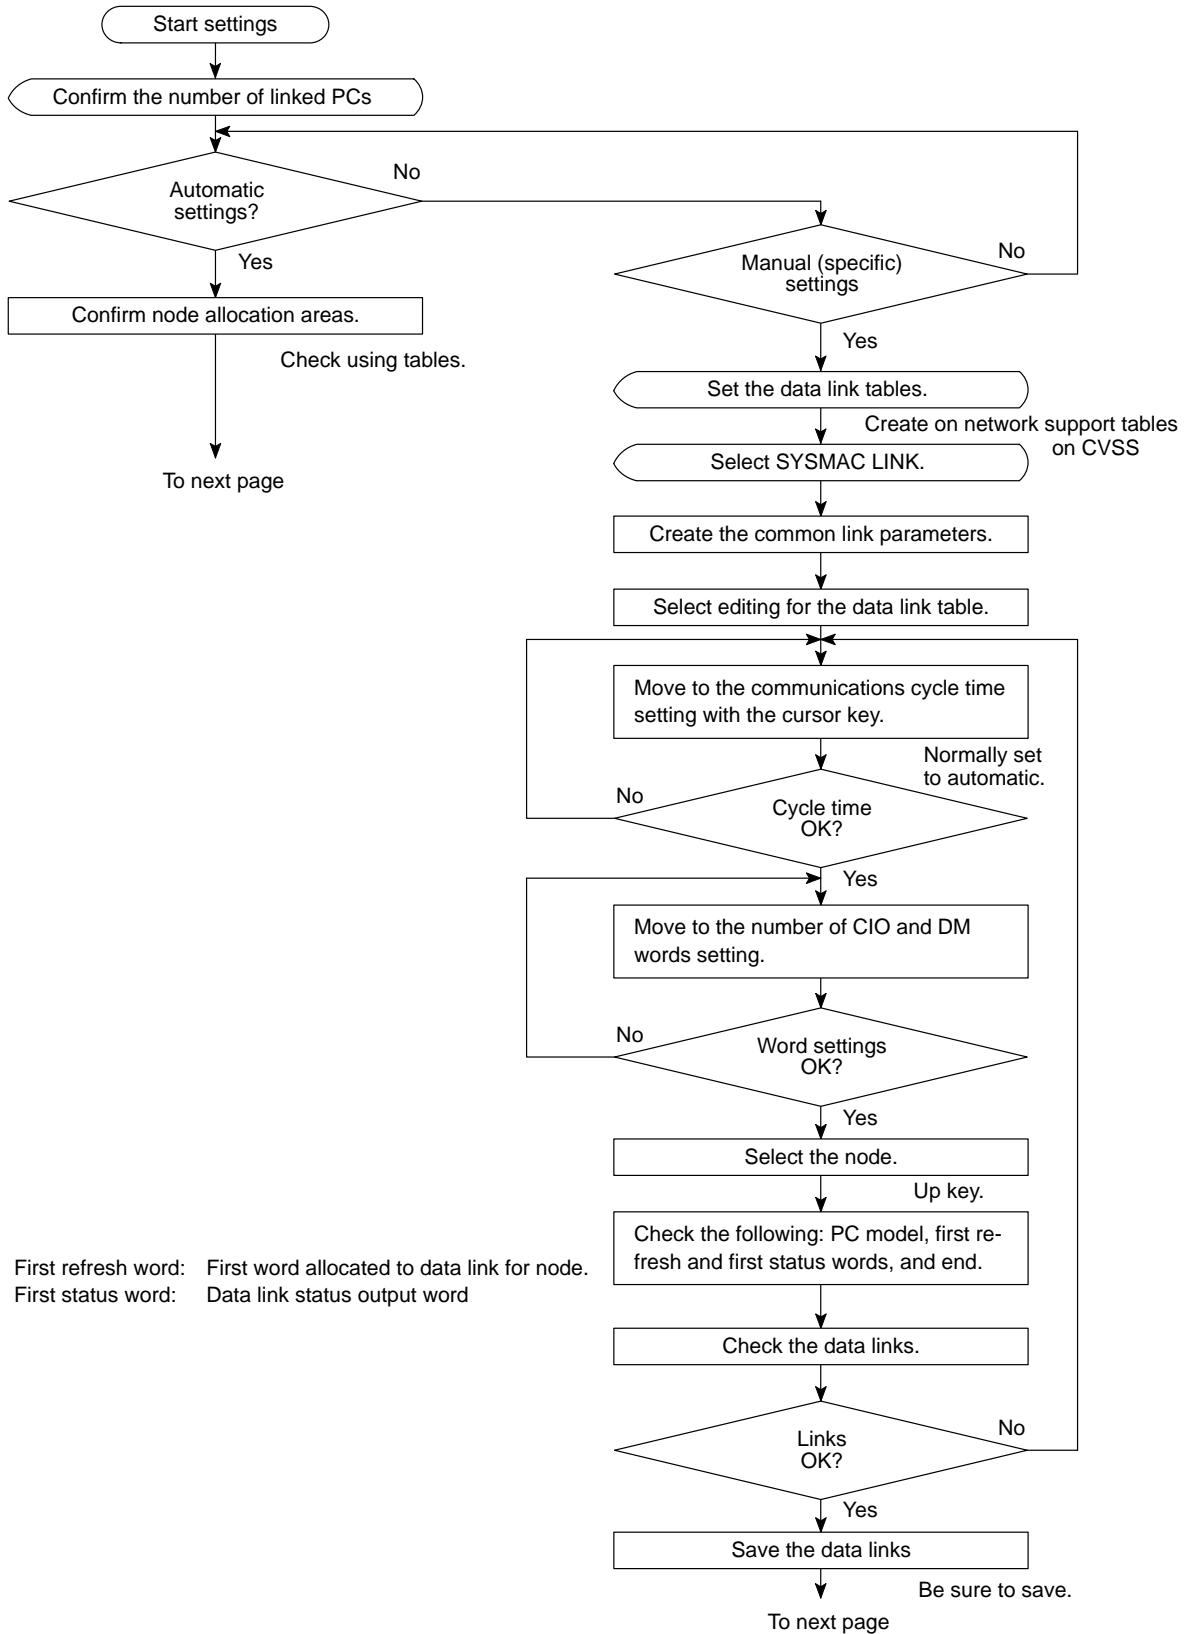 Start settings
Confirm the number of linked PCs
No
Automatic
settings?
Yes
No
Manual (specific)
settings
Confirm node allocation areas.
Yes
Check using tables.
Set the data link tables.
Create on network support tables
on CVSS
Select SYSMAC LINK.
To next page
Create the common link parameters.
Select editing for the data link table.
Move to the communications cycle time
setting with the cursor key.
Normally set
to automatic.
No
Cycle time
OK?
Yes
Move to the number of CIO and DM
words setting.
No
Word settings
OK?
Yes
Select the node.
Up key.
Check the following: PC model, first re-
fresh and first status words, and end.
First refresh word: First word allocated to data link for node.
First status word: Data link status output word
Check the data links.
No
Links
OK?
Yes
Save the data links
Be sure to save.
To next page